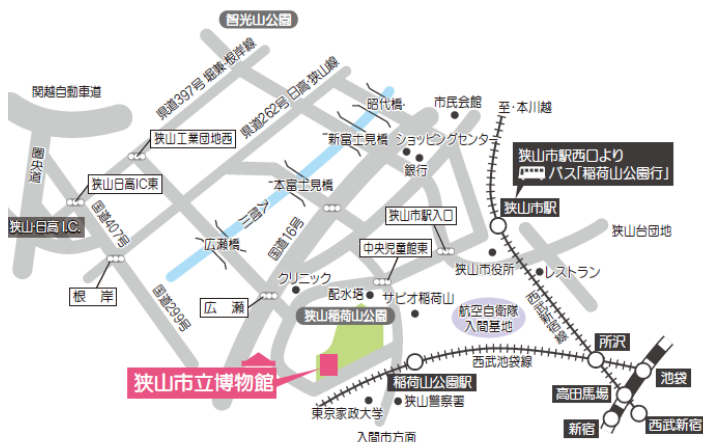 智光山公園
関越自動車道
県道397号 堀兼・根岸線
県道262号 日高・狭山線
昭代橋
市民会館
至・本川越
狭山工業団地西
新富士見橋
ショッピングセンター
銀行
狭山市駅西口より
バス「稲荷山公園行」
圏央道
狭山日高IC東
本富士見橋
狭山市駅入口
狭山市駅
狭山台団地
狭山・日高I.C.
国道407号
入間川
国道16号
広瀬橋
中央児童館東
狭山市役所
レストラン
根岸
国道299号
広瀬
クリニック
配水塔
サピオ稲荷山
航空自衛隊
入間基地
西武新宿線
狭山稲荷山公園
所沢
狭山市立博物館
稲荷山公園駅
西武池袋線
池袋
高田馬場
東京家政大学
狭山警察署
新宿
西武新宿
入間市方面